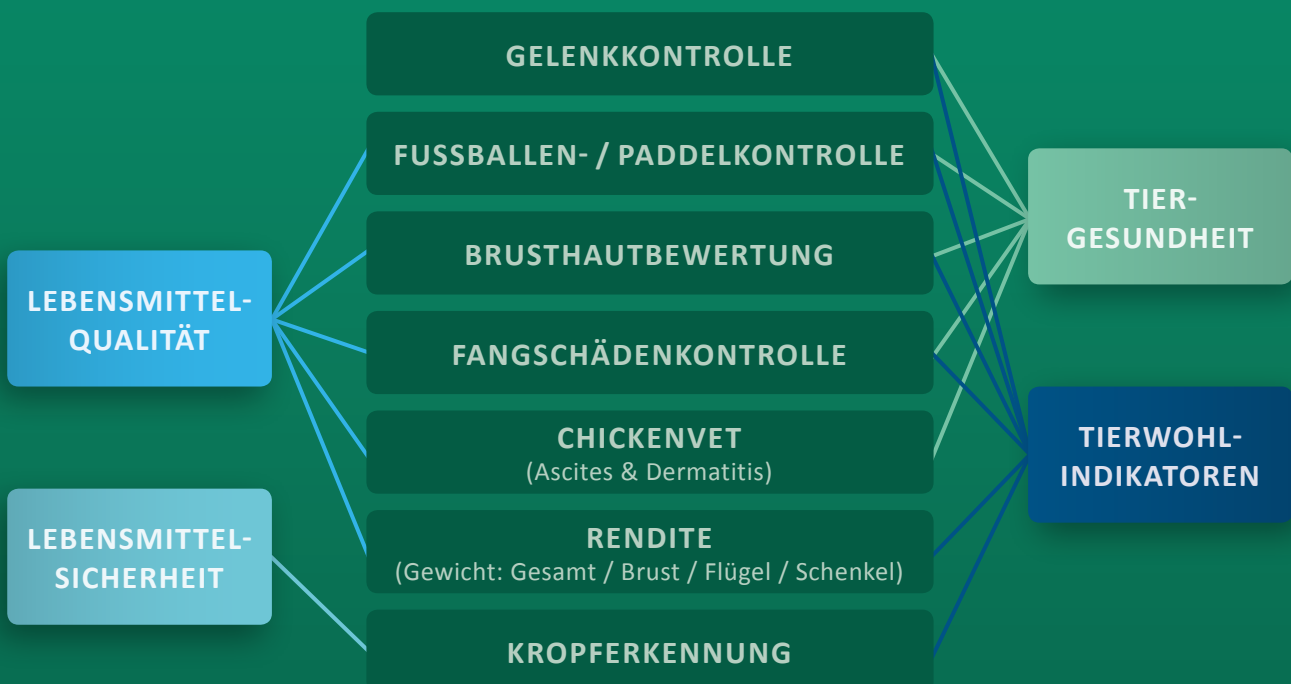 GELENKKONTROLLE
FUSSBALLEN- / PADDELKONTROLLE
BRUSTHAUTBEWERTUNG
FANGSCHÄDENKONTROLLE
CHICKENVET
(Ascites & Dermatitis)
RENDITE
(Gewicht: Gesamt / Brust / Flügel / Schenkel)
KROPFERKENNUNG
LEBENSMITTEL-
QUALITÄT
LEBENSMITTEL-
SICHERHEIT
TIER-
GESUNDHEIT
TIERWOHL-
INDIKATOREN